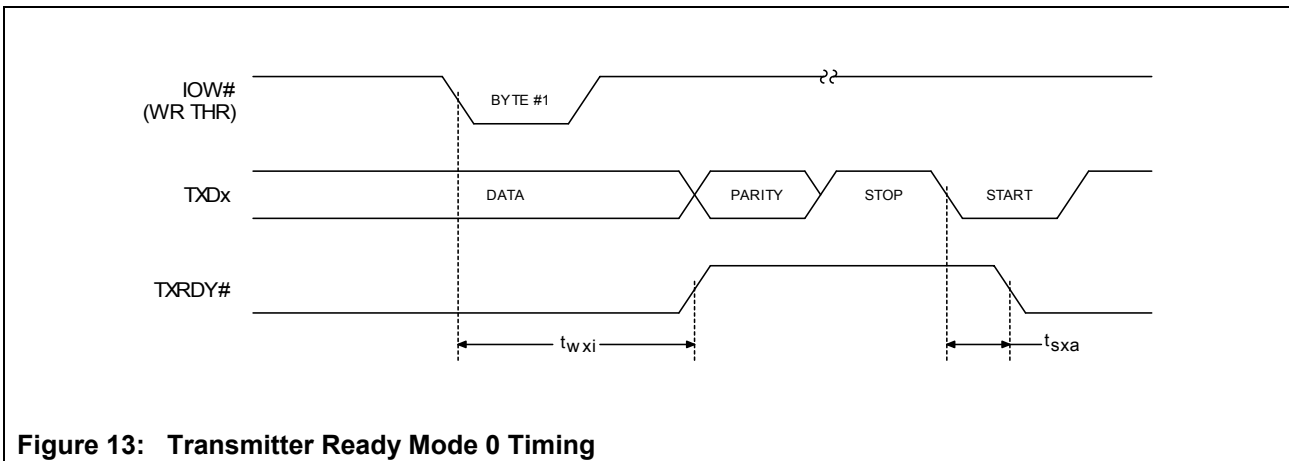 IOW#
(WR THR)
BYTE #1
TXDx
DATA
PARITY
STOP
START
TXRDY#
twxi
tsxa
Figure 13: Transmitter Ready Mode 0 Timing